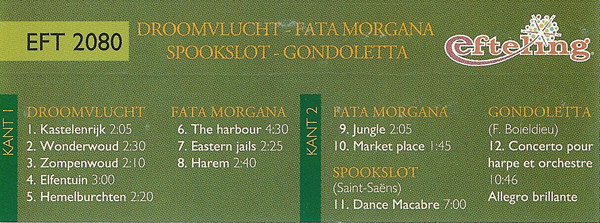 EFT 2080
DROOMVLUCHT - FATA MORGANA
SPOOKSLOT - GONDOLETTA
efteling
KANT 1
DROOMVLUCHT
1. Kastelenrijk 2:05
2. Wonderwoud 2:30
3. Zompenwoud 2:10
4. Elfentuin 3:00
5. Hemelburchten 2:20
FATA MORGANA
6. The harbour 4:30
7. Eastern jails 2:25
8. Harem 2:40
KANT 2
FATA MORGANA
9. Jungle 2:05
10. Market place 1:45
SPOOKSLOT
(Saint-Saëns)
11. Dance Macabre 7:00
GONDOLETTA
(F. Boieldieu)
12. Concerto pour
harpe et orchestre
10:46
Allegro brillante